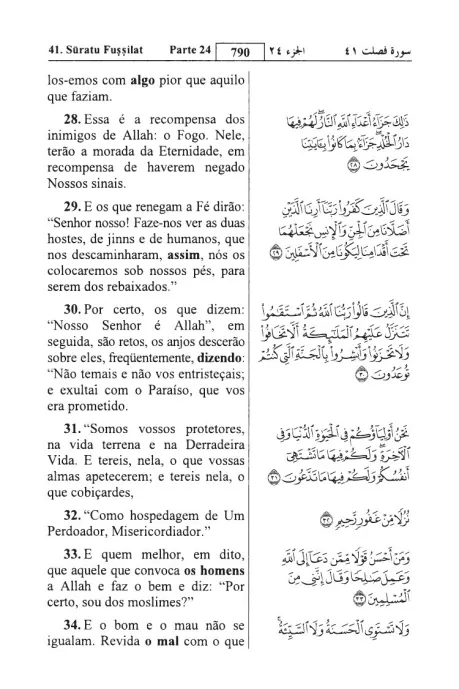 41. Sūratu Fuṣṣilat Parte 24 790 الجزء ٢٤ سورة فصلت ٤١
los-emos com algo pior que aquilo
que faziam.
28. Essa é a recompensa dos
inimigos de Allah: o Fogo. Nele,
terão a morada da Eternidade, em
recompensa de haverem negado
Nossos sinais.
29. E os que renegam a Fé dirão:
“Senhor nosso! Faze-nos ver as duas
hostes, de jinns e de humanos, que
nos descaminharam, assim, nós os
colocaremos sob nossos pés, para
serem dos rebaixados.”
30. Por certo, os que dizem:
“Nosso Senhor é Allah”, em
seguida, são retos, os anjos descerão
sobre eles, freqüentemente, dizendo:
“Não temais e não vos entristeçais;
e exultai com o Paraíso, que vos
era prometido.
31. “Somos vossos protetores,
na vida terrena e na Derradeira
Vida. E tereis, nela, o que vossas
almas apetecerem; e tereis nela, o
que cobiçardes,
32. “Como hospedagem de Um
Perdoador, Misericordiador.”
33. E quem melhor, em dito,
que aquele que convoca os homens
a Allah e faz o bem e diz: “Por
certo, sou dos moslimes?”
34. E o bom e o mau não se
igualam. Revida o mal com o que
ذَٰلِكَ جَزَآءُ أَعْدَآءِ ٱللَّهِ ٱلنَّارُ لَهُمْ فِيهَا
دَارُ ٱلْخُلْدِ جَزَآءًۢ بِمَا كَانُوا۟ بِـَٔايَـٰتِنَا
يَجْحَدُونَ ٢٨
وَقَالَ ٱلَّذِينَ كَفَرُوا۟ رَبَّنَآ أَرِنَا ٱلَّذَيْنِ
أَضَلَّانَا مِنَ ٱلْجِنِّ وَٱلْإِنسِ نَجْعَلْهُمَا
تَحْتَ أَقْدَامِنَا لِيَكُونَا مِنَ ٱلْأَسْفَلِينَ ٢٩
إِنَّ ٱلَّذِينَ قَالُوا۟ رَبُّنَا ٱللَّهُ ثُمَّ ٱسْتَقَـٰمُوا۟
تَتَنَزَّلُ عَلَيْهِمُ ٱلْمَلَـٰٓئِكَةُ أَلَّا تَخَافُوا۟
وَلَا تَحْزَنُوا۟ وَأَبْشِرُوا۟ بِٱلْجَنَّةِ ٱلَّتِى كُنتُمْ
تُوعَدُونَ ٣٠
نَحْنُ أَوْلِيَآؤُكُمْ فِى ٱلْحَيَوٰةِ ٱلدُّنْيَا وَفِى
ٱلْـَٔاخِرَةِ وَلَكُمْ فِيهَا مَا تَشْتَهِىٓ
أَنفُسُكُمْ وَلَكُمْ فِيهَا مَا تَدَّعُونَ ٣١
نُزُلًا مِّنْ غَفُورٍ رَّحِيمٍ ٣٢
وَمَنْ أَحْسَنُ قَوْلًا مِّمَّن دَعَآ إِلَى ٱللَّهِ
وَعَمِلَ صَـٰلِحًا وَقَالَ إِنَّنِى مِنَ
ٱلْمُسْلِمِينَ ٣٣
وَلَا تَسْتَوِى ٱلْحَسَنَةُ وَلَا ٱلسَّيِّئَةُ